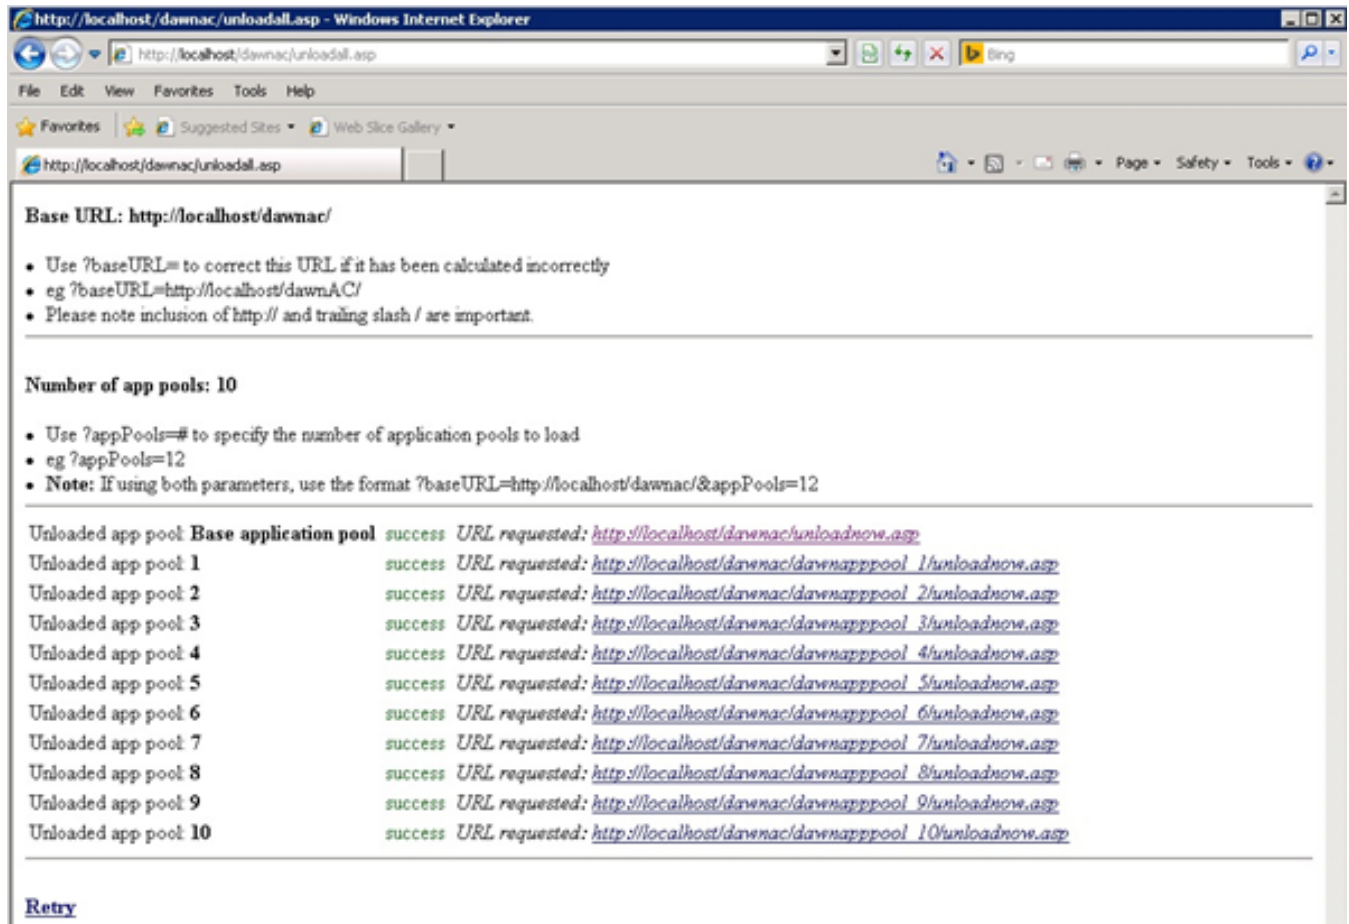 http://localhost/dawnac/unloadall.asp - Windows Internet Explorer
http://localhost/dawnac/unloadall.asp
Bing
File Edit View Favorites Tools Help
Favorites Suggested Sites Web Slice Gallery
http://localhost/dawnac/unloadall.asp Page Safety Tools
Base URL: http://localhost/dawnac/
• Use ?baseURL= to correct this URL if it has been calculated incorrectly
• eg ?baseURL=http://localhost/dawnAC/
• Please note inclusion of http:// and trailing slash / are important.
Number of app pools: 10
• Use ?appPools=# to specify the number of application pools to load
• eg ?appPools=12
• Note: If using both parameters, use the format ?baseURL=http://localhost/dawnac/&appPools=12
Unloaded app pool: Base application pool success URL requested: http://localhost/dawnac/unloadnow.asp
Unloaded app pool: 1 success URL requested: http://localhost/dawnac/dawnapppool_1/unloadnow.asp
Unloaded app pool: 2 success URL requested: http://localhost/dawnac/dawnapppool_2/unloadnow.asp
Unloaded app pool: 3 success URL requested: http://localhost/dawnac/dawnapppool_3/unloadnow.asp
Unloaded app pool: 4 success URL requested: http://localhost/dawnac/dawnapppool_4/unloadnow.asp
Unloaded app pool: 5 success URL requested: http://localhost/dawnac/dawnapppool_5/unloadnow.asp
Unloaded app pool: 6 success URL requested: http://localhost/dawnac/dawnapppool_6/unloadnow.asp
Unloaded app pool: 7 success URL requested: http://localhost/dawnac/dawnapppool_7/unloadnow.asp
Unloaded app pool: 8 success URL requested: http://localhost/dawnac/dawnapppool_8/unloadnow.asp
Unloaded app pool: 9 success URL requested: http://localhost/dawnac/dawnapppool_9/unloadnow.asp
Unloaded app pool: 10 success URL requested: http://localhost/dawnac/dawnapppool_10/unloadnow.asp
Retry